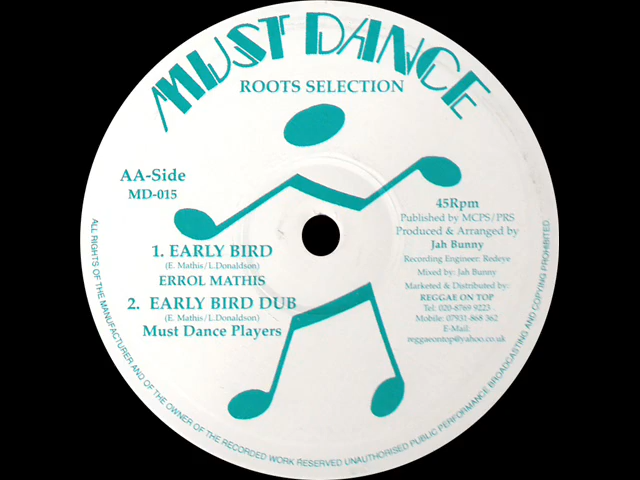 MUST DANCE
ROOTS SELECTION
AA-Side
MD-015
1. EARLY BIRD
(E. Mathis/L.Donaldson)
ERROL MATHIS
2. EARLY BIRD DUB
(E. Mathis/L.Donaldson)
Must Dance Players
45Rpm
Published by MCPS/PRS
Produced & Arranged by
Jah Bunny
Recording Engineer: Redeye
Mixed by: Jah Bunny
Marketed & Distributed by:
REGGAE ON TOP
Tel: 020-8769 9223
Mobile: 07931-868 362
E-Mail:
reggaeontop@yahoo.co.uk
ALL RIGHTS OF THE MANUFACTURER AND OF THE OWNER OF THE RECORDED WORK RESERVED UNAUTHORISED PUBLIC PERFORMANCE BROADCASTING AND COPYING PROHIBITED